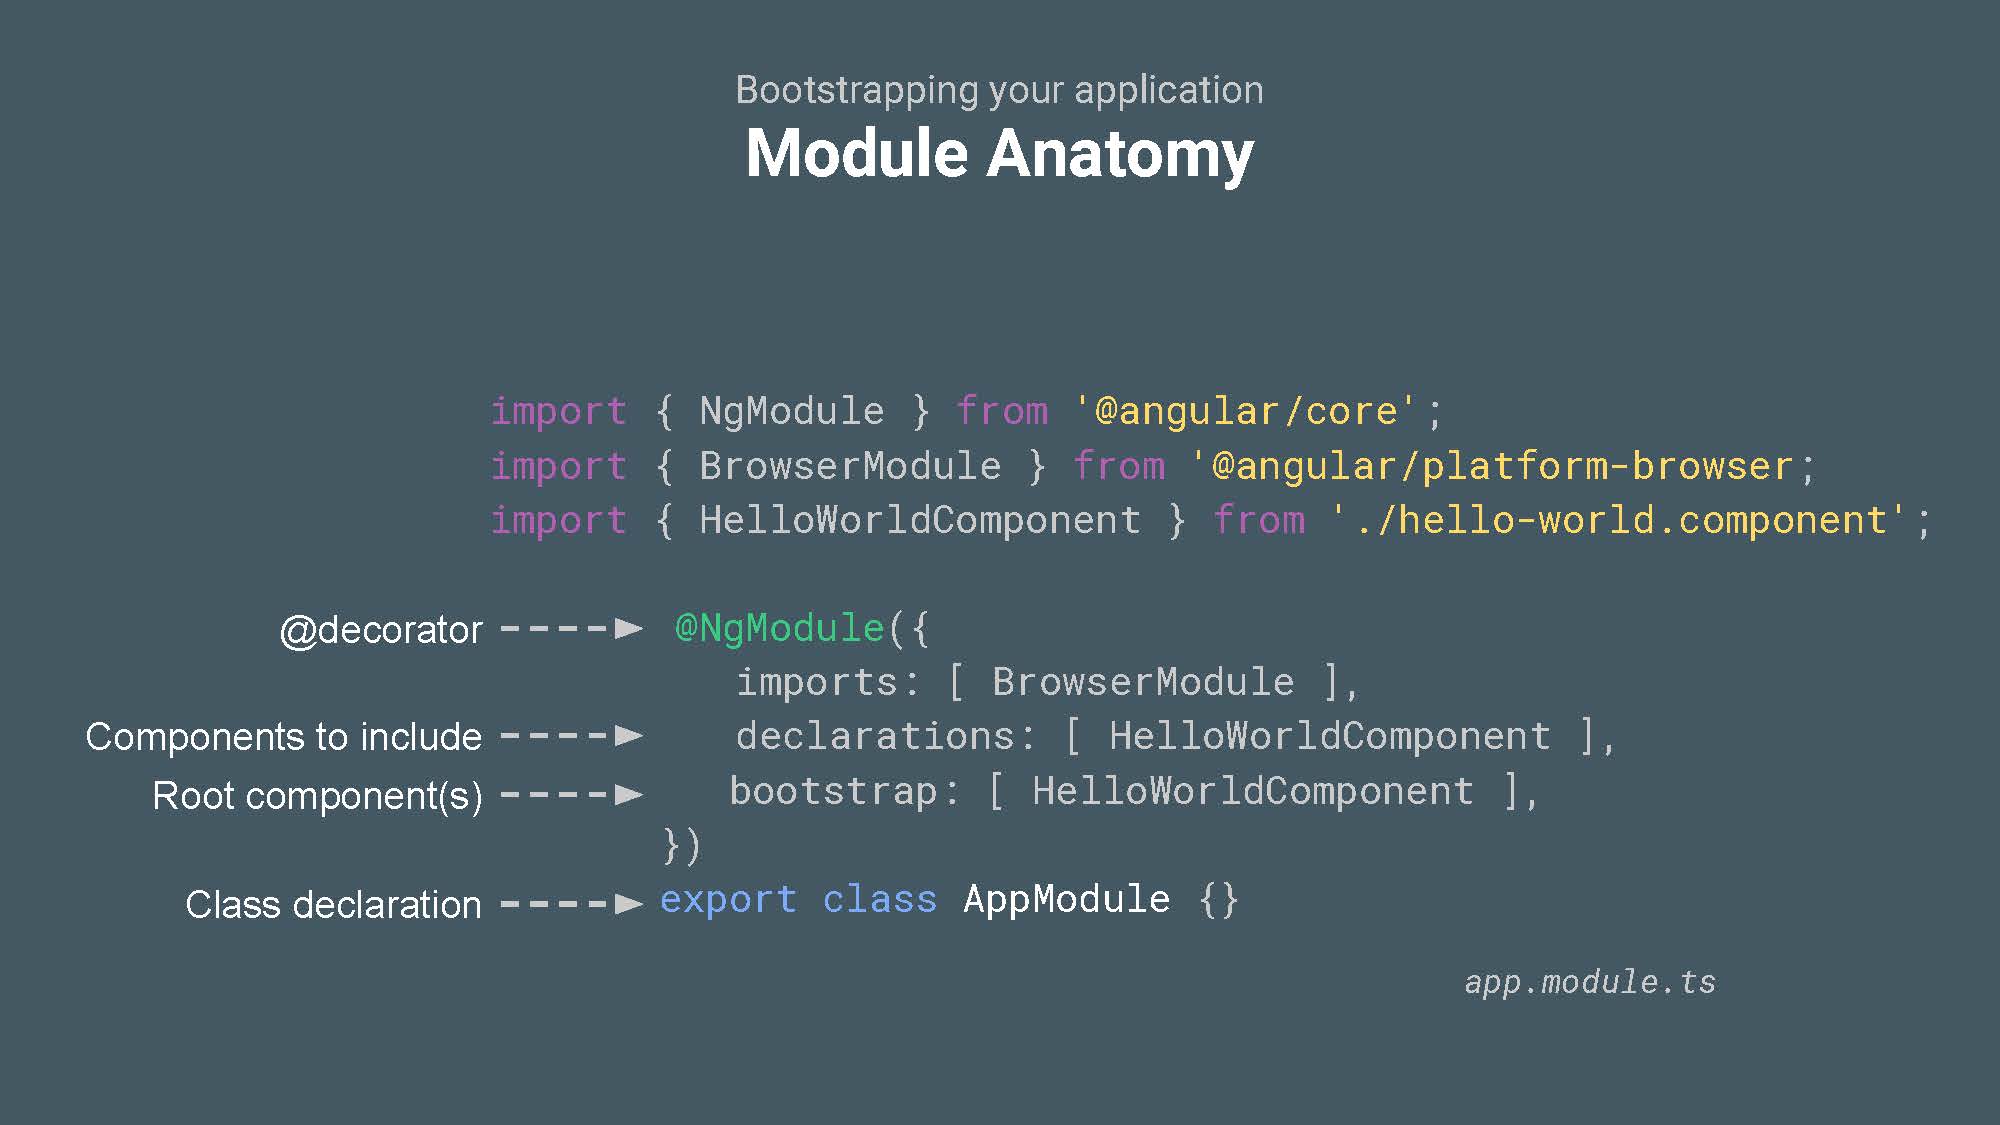 Bootstrapping your application
Module Anatomy
import { NgModule } from '@angular/core';
import { BrowserModule } from '@angular/platform-browser;
import { HelloWorldComponent } from './hello-world.component';
@decorator @NgModule({
imports: [ BrowserModule ],
Components to include declarations: [ HelloWorldComponent ],
Root component(s) bootstrap: [ HelloWorldComponent ],
})
Class declaration export class AppModule {}
app.module.ts